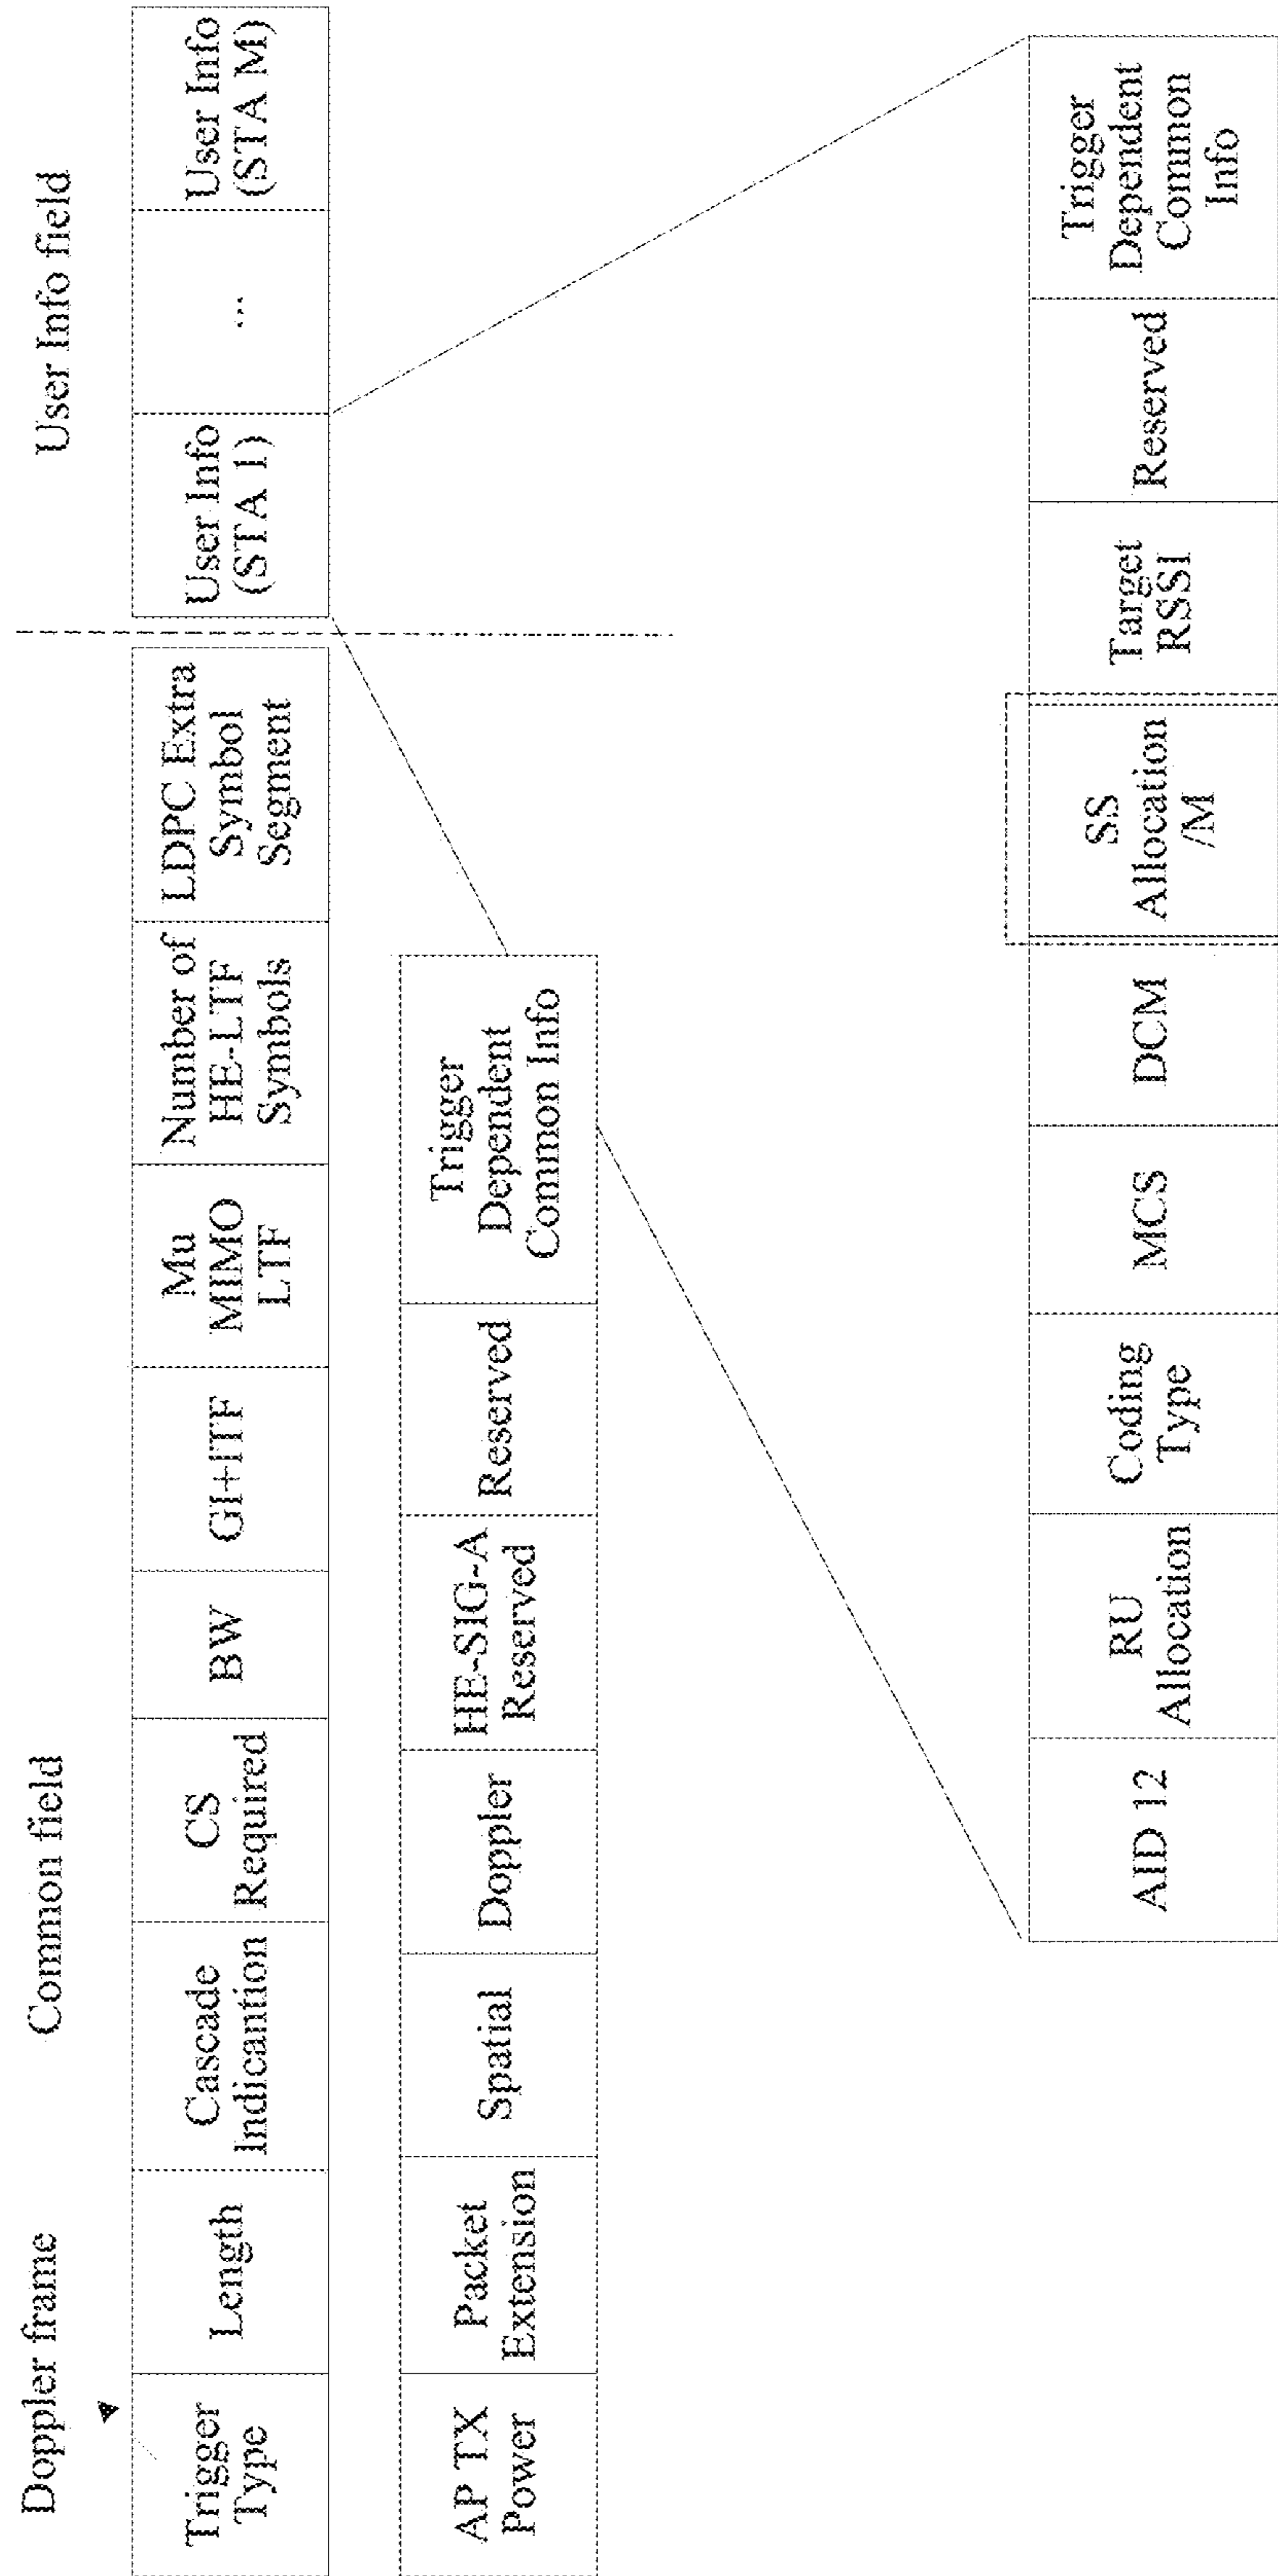 Doppler frame
Common field
User Info field
Trigger
Type
Length
Cascade
Indicantion
CS
Required
BW
GI+ITF
Mu
MIMO
LTF
Number of
HE-LTF
Symbols
LDPC Extra
Symbol
Segment
User Info
(STA 1)
...
User Info
(STA M)
AP TX
Power
Packet
Extension
Spatial
Doppler
HE-SIG-A
Reserved
Reserved
Trigger
Dependent
Common Info
AID 12
RU
Allocation
Coding
Type
MCS
DCM
SS
Allocation
/M
Target
RSSI
Reserved
Trigger
Dependent
Common
Info